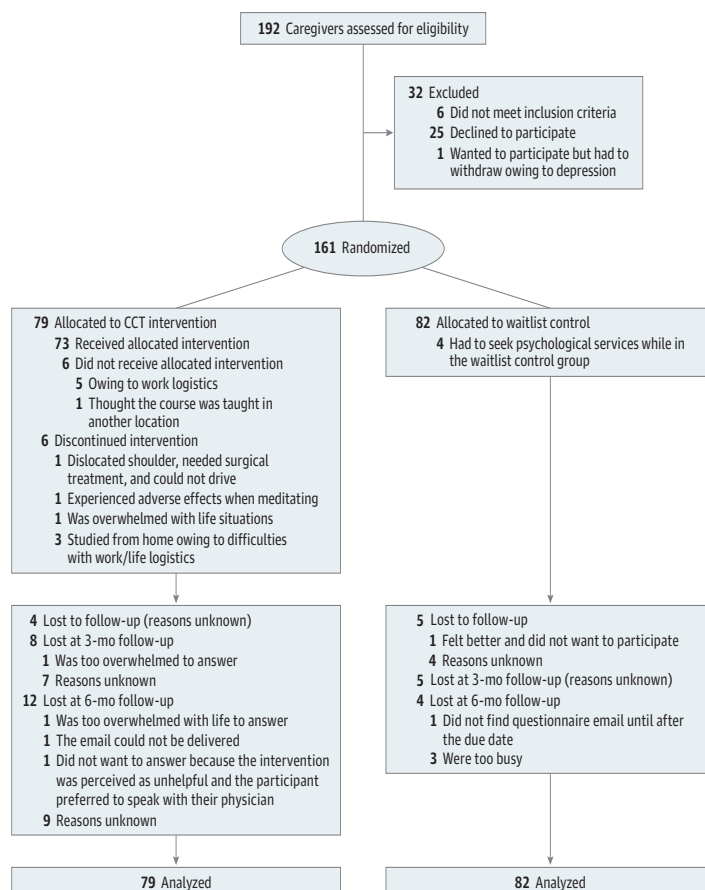 192 Caregivers assessed for eligibility
32 Excluded
6 Did not meet inclusion criteria
25 Declined to participate
1 Wanted to participate but had to
withdraw owing to depression
161 Randomized
79 Allocated to CCT intervention
73 Received allocated intervention
6 Did not receive allocated intervention
5 Owing to work logistics
1 Thought the course was taught in
another location
6 Discontinued intervention
1 Dislocated shoulder, needed surgical
treatment, and could not drive
1 Experienced adverse effects when meditating
1 Was overwhelmed with life situations
3 Studied from home owing to difficulties
with work/life logistics
82 Allocated to waitlist control
4 Had to seek psychological services while in
the waitlist control group
4 Lost to follow-up (reasons unknown)
8 Lost at 3-mo follow-up
1 Was too overwhelmed to answer
7 Reasons unknown
12 Lost at 6-mo follow-up
1 Was too overwhelmed with life to answer
1 The email could not be delivered
1 Did not want to answer because the intervention
was perceived as unhelpful and the participant
preferred to speak with their physician
9 Reasons unknown
5 Lost to follow-up
1 Felt better and did not want to participate
4 Reasons unknown
5 Lost at 3-mo follow-up (reasons unknown)
4 Lost at 6-mo follow-up
1 Did not find questionnaire email until after
the due date
3 Were too busy
79 Analyzed
82 Analyzed